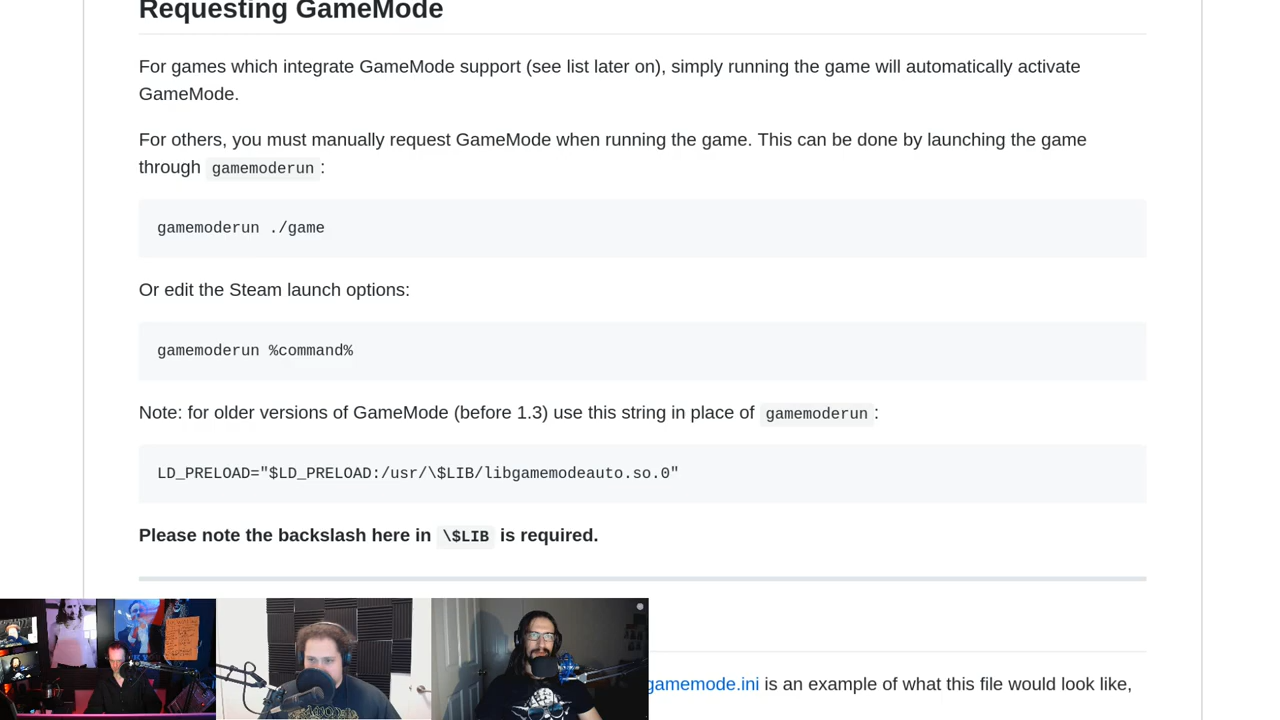 Requesting GameMode
For games which integrate GameMode support (see list later on), simply running the game will automatically activate
GameMode.
For others, you must manually request GameMode when running the game. This can be done by launching the game
through gamemoderun:
gamemoderun ./game
Or edit the Steam launch options:
gamemoderun %command%
Note: for older versions of GameMode (before 1.3) use this string in place of gamemoderun:
LD_PRELOAD="$LD_PRELOAD:/usr/\$LIB/libgamemodeauto.so.0"
Please note the backslash here in \$LIB is required.
gamemode.ini is an example of what this file would look like,